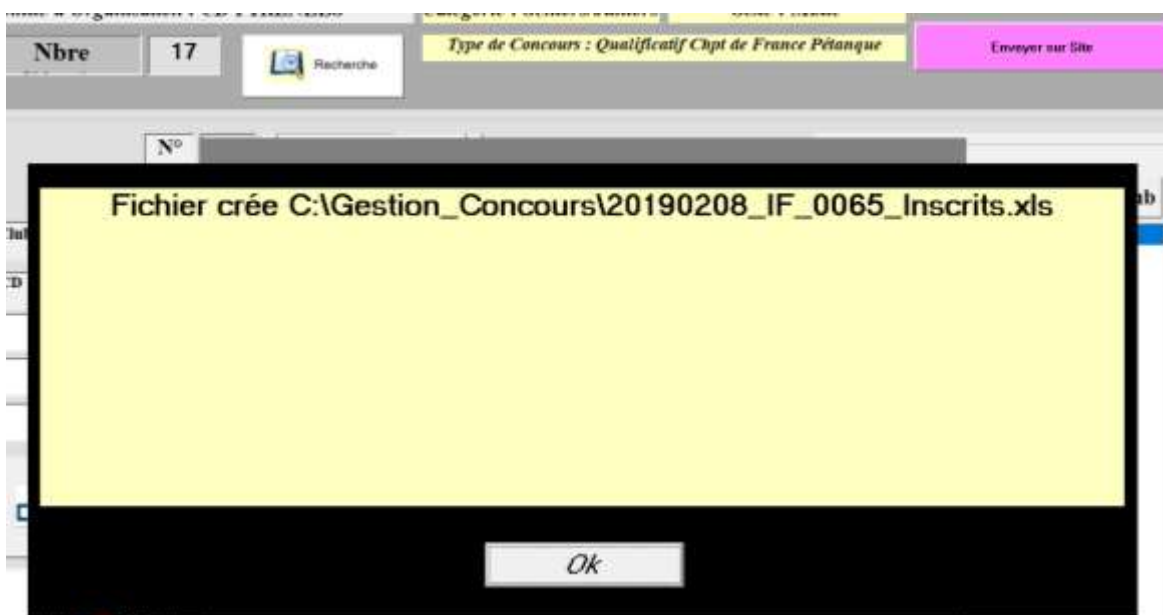 Nbre
17
Recherche
Type de Concours : Qualificatif Chpt de France Pétanque
Envoyer sur Site
N°
Fichier crée C:\Gestion_Concours\20190208_IF_0065_Inscrits.xls
Ok